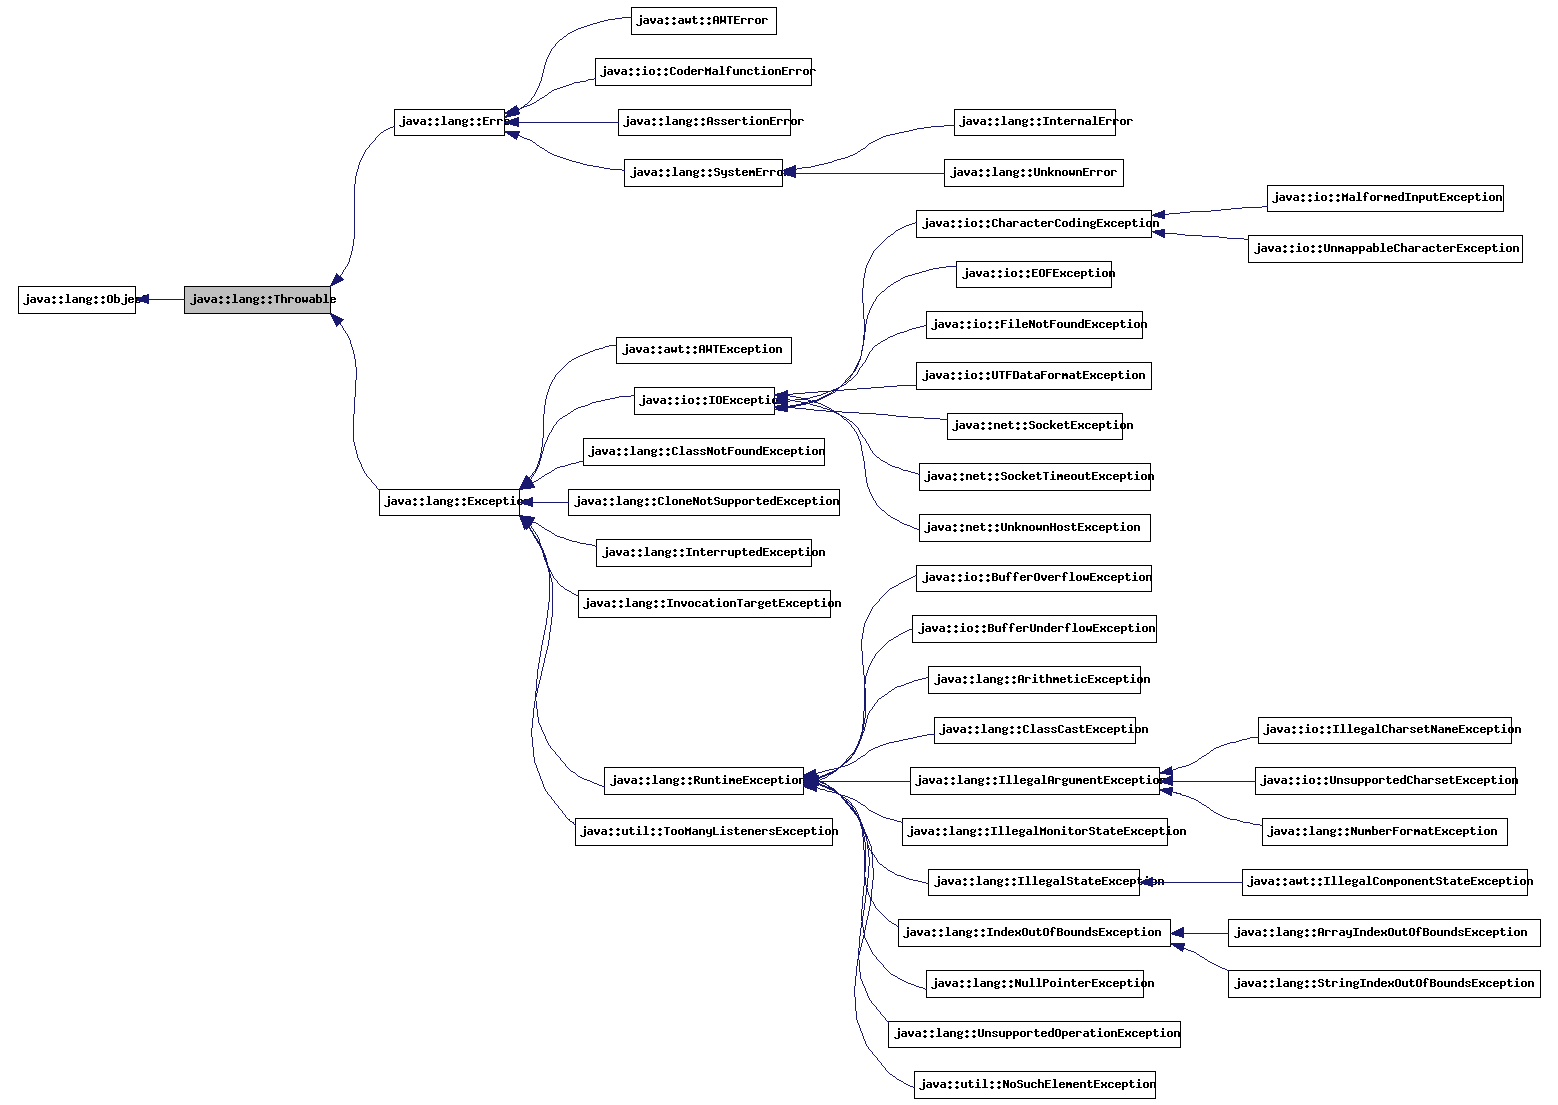 java::awt::AWTError
java::io::CoderMalfunctionError
java::lang::Erro
java::lang::AssertionError
java::lang::InternalError
java::lang::SystemErro
java::lang::UnknownError
java::io::MalformedInputException
java::io::CharacterCodingException
java::io::UnmappableCharacterException
java::io::EOFException
java::lang::Objec
java::lang::Throwable
java::io::FileNotFoundException
java::awt::AWTException
java::io::UTFDataFormatException
java::io::IOExceptio
java::net::SocketException
java::lang::ClassNotFoundException
java::net::SocketTimeoutException
java::lang::Exceptio
java::lang::CloneNotSupportedException
java::net::UnknownHostException
java::lang::InterruptedException
java::io::BufferOverflowException
java::lang::InvocationTargetException
java::io::BufferUnderflowException
java::lang::ArithmeticException
java::lang::ClassCastException
java::io::IllegalCharsetNameException
java::lang::RuntimeException
java::lang::IllegalArgumentException
java::io::UnsupportedCharsetException
java::util::TooManyListenersException
java::lang::IllegalMonitorStateException
java::lang::NumberFormatException
java::lang::IllegalStateException
java::awt::IllegalComponentStateException
java::lang::IndexOutOfBoundsException
java::lang::ArrayIndexOutOfBoundsException
java::lang::NullPointerException
java::lang::StringIndexOutOfBoundsException
java::lang::UnsupportedOperationException
java::util::NoSuchElementException